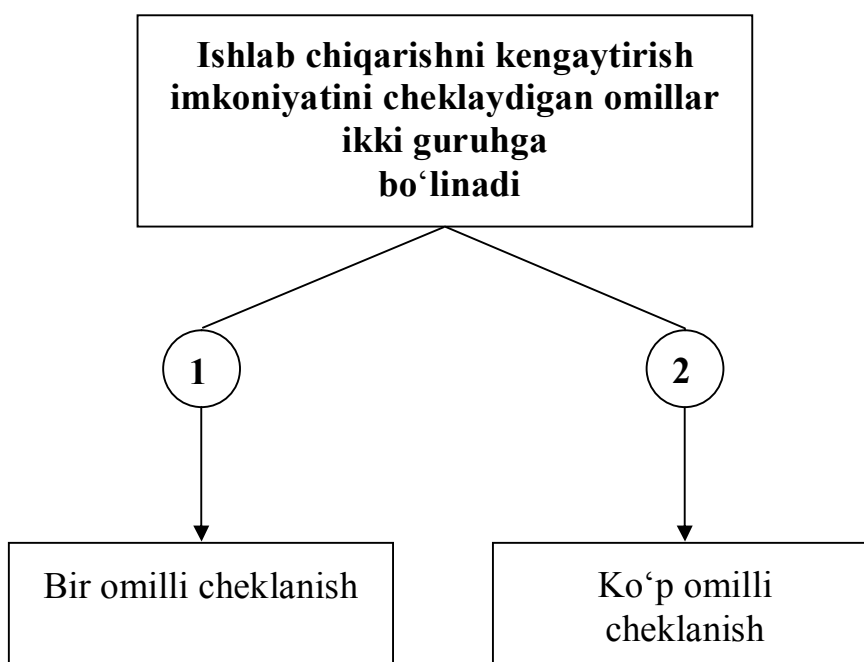 Ishlab chiqarishni kengaytirish
imkoniyatini cheklaydigan omillar
ikki guruhga
bo‘linadi
1
2
Bir omilli cheklanish
Ko‘p omilli
cheklanish